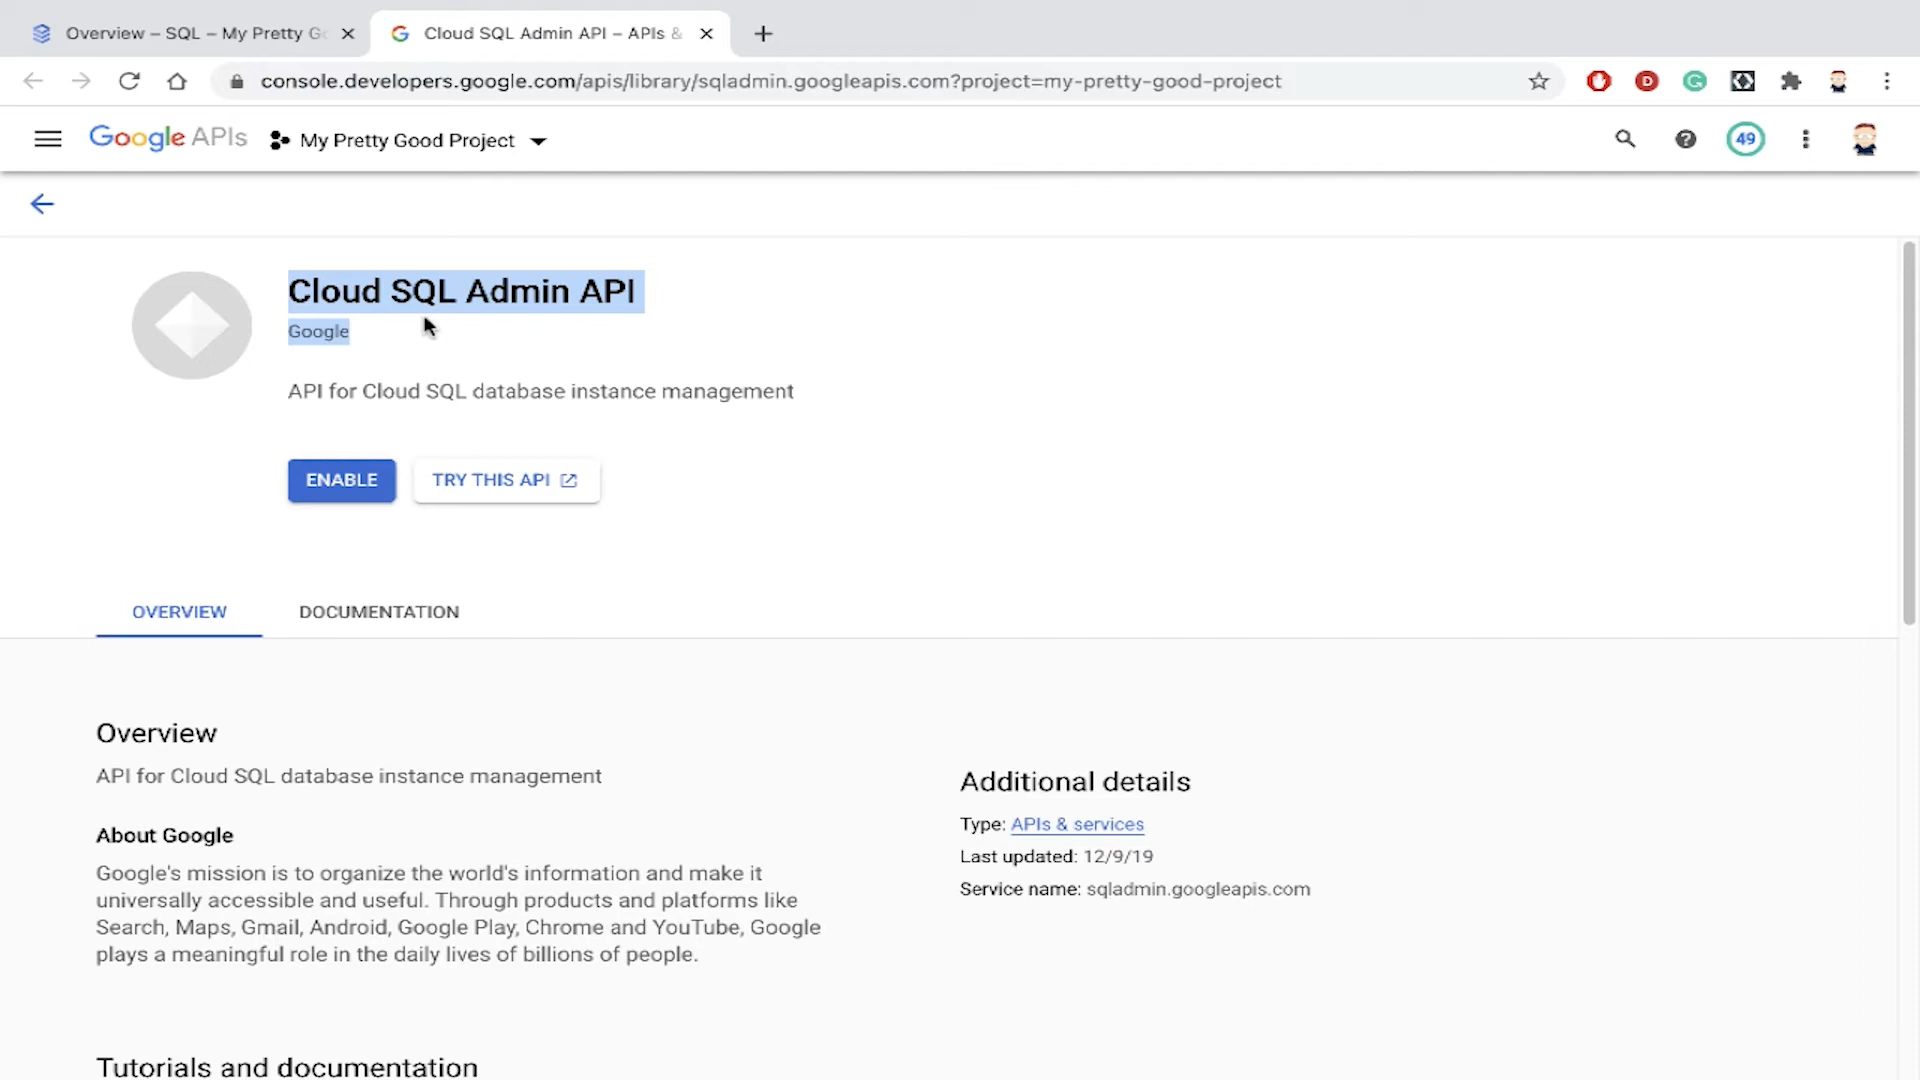 Overview – SQL – My Pretty G
Cloud SQL Admin API – APIs &
console.developers.google.com/apis/library/sqladmin.googleapis.com?project=my-pretty-good-project
Google APIs
My Pretty Good Project
49
Cloud SQL Admin API
Google
API for Cloud SQL database instance management
ENABLE
TRY THIS API
OVERVIEW
DOCUMENTATION
Overview
API for Cloud SQL database instance management
About Google
Google's mission is to organize the world's information and make it
universally accessible and useful. Through products and platforms like
Search, Maps, Gmail, Android, Google Play, Chrome and YouTube, Google
plays a meaningful role in the daily lives of billions of people.
Additional details
Type: APIs & services
Last updated: 12/9/19
Service name: sqladmin.googleapis.com
Tutorials and documentation